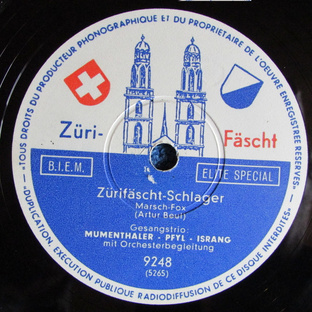 —"TOUS DROITS DU PRODUCTEUR PHONOGRAPHIQUE ET DU PROPRIETAIRE DE L'OEUVRE ENREGISTREE RESERVES"—
Züri-
Fäscht
B.I.E.M.
ELITE SPECIAL
Zürifäscht-Schlager
Marsch-Fox
(Artur Beul)
Gesangstrio:
MUMENTHALER - PFYL - ISRANG
mit Orchesterbegleitung
9248
(5265)
"DUPLICATION, EXECUTION PUBLIQUE RADIODIFFUSION DE CE DISQUE INTERDITES"